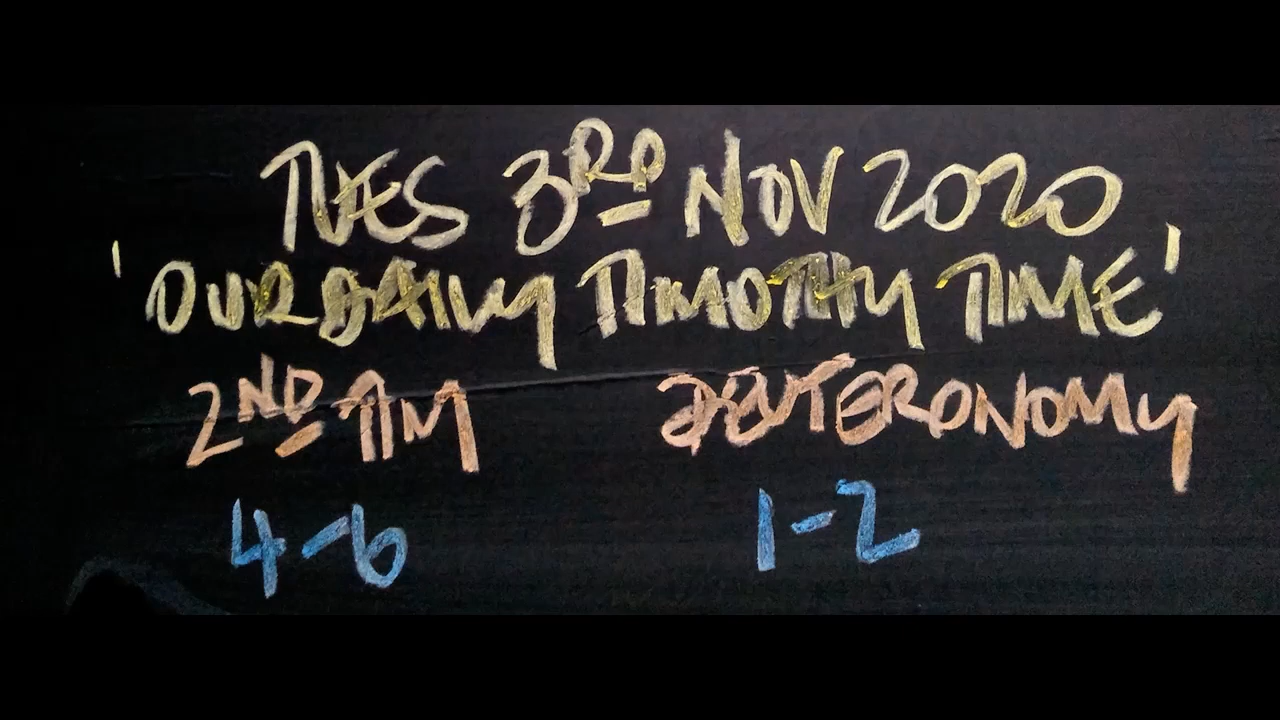 TUES 3RD NOV 2020
'OUR DAILY TIMOTHY TIME'
2ND TIM DEUTERONOMY
4-6 1-2